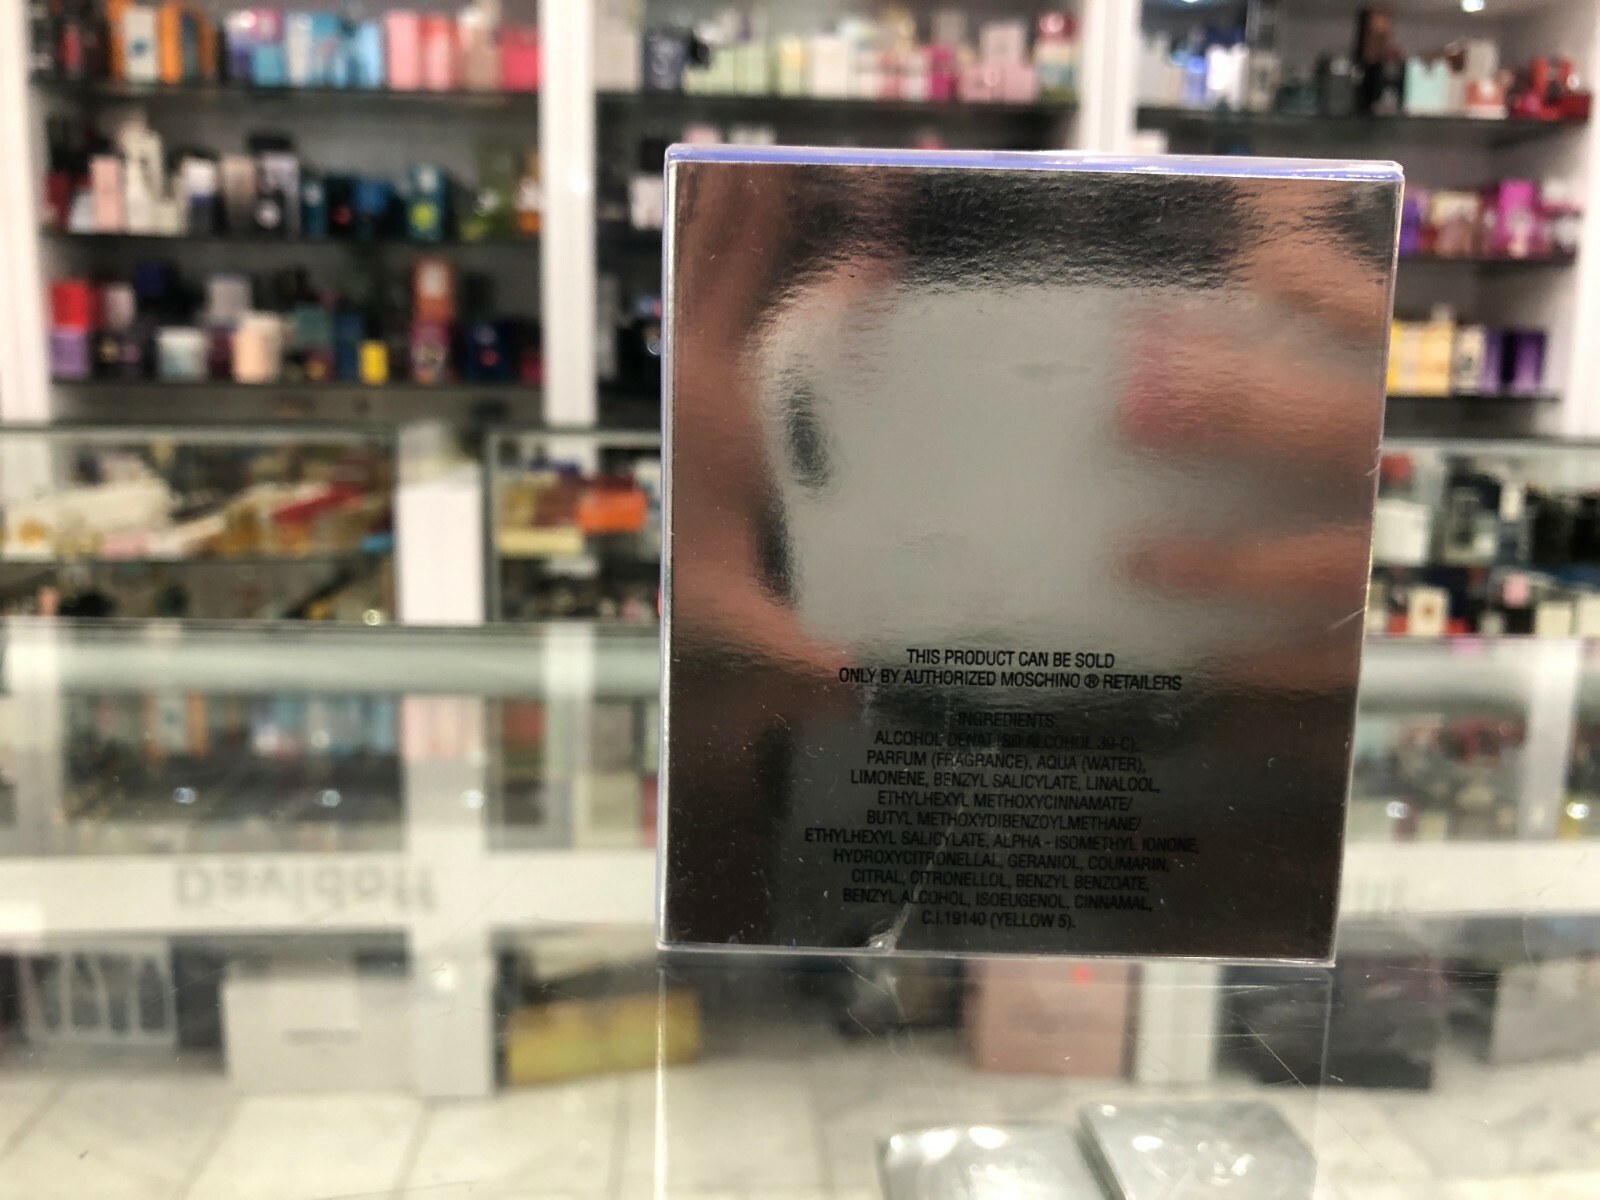 THIS PRODUCT CAN BE SOLD
ONLY BY AUTHORIZED MOSCHINO ® RETAILERS
INGREDIENTS:
ALCOHOL DENAT (SD ALCOHOL 39-C),
PARFUM (FRAGRANCE), AQUA (WATER),
LIMONENE, BENZYL SALICYLATE, LINALOOL,
ETHYLHEXYL METHOXYCINNAMATE/
BUTYL METHOXYDIBENZOYLMETHANE/
ETHYLHEXYL SALICYLATE, ALPHA - ISOMETHYL IONONE,
HYDROXYCITRONELLAL, GERANIOL, COUMARIN,
CITRAL, CITRONELLOL, BENZYL BENZOATE,
BENZYL ALCOHOL, ISOEUGENOL, CINNAMAL,
C.I.19140 (YELLOW 5).
Davidoff